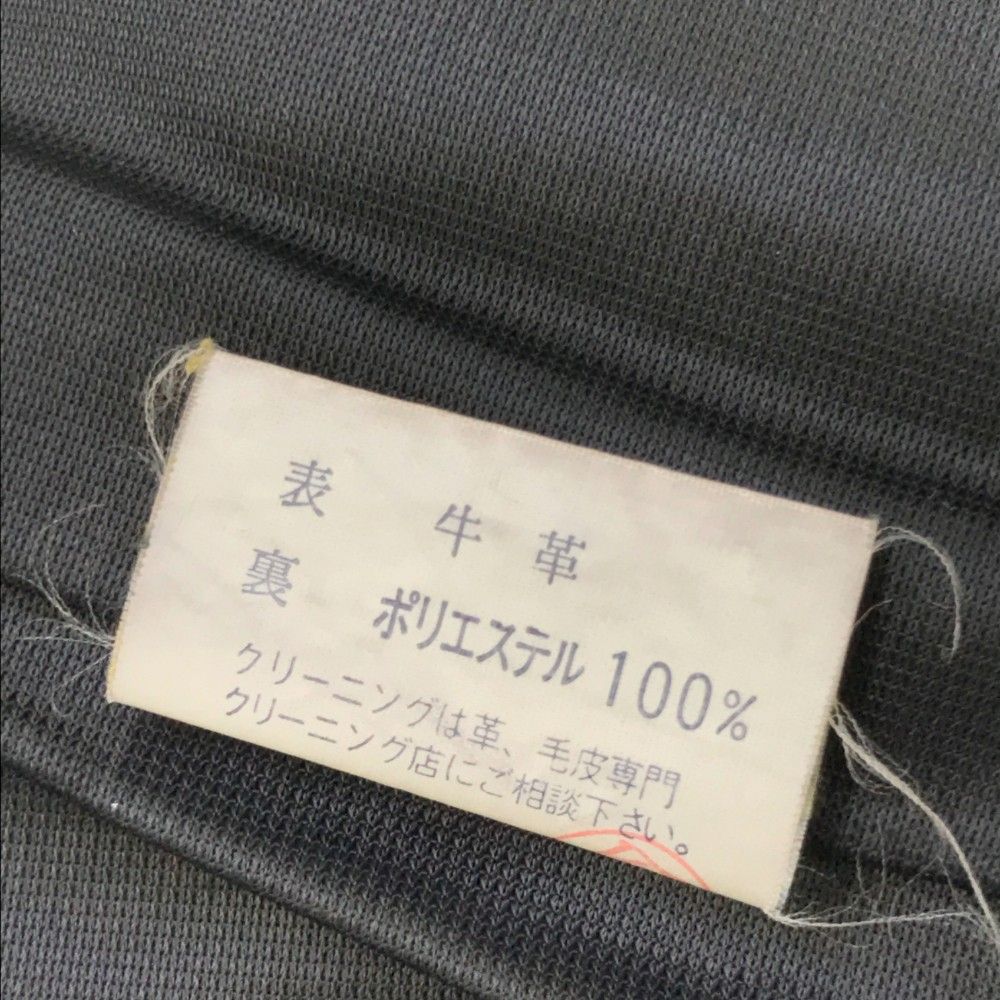 表 牛革
裏 ポリエステル 100%
クリーニングは革、毛皮専門
クリーニング店にご相談下さい。